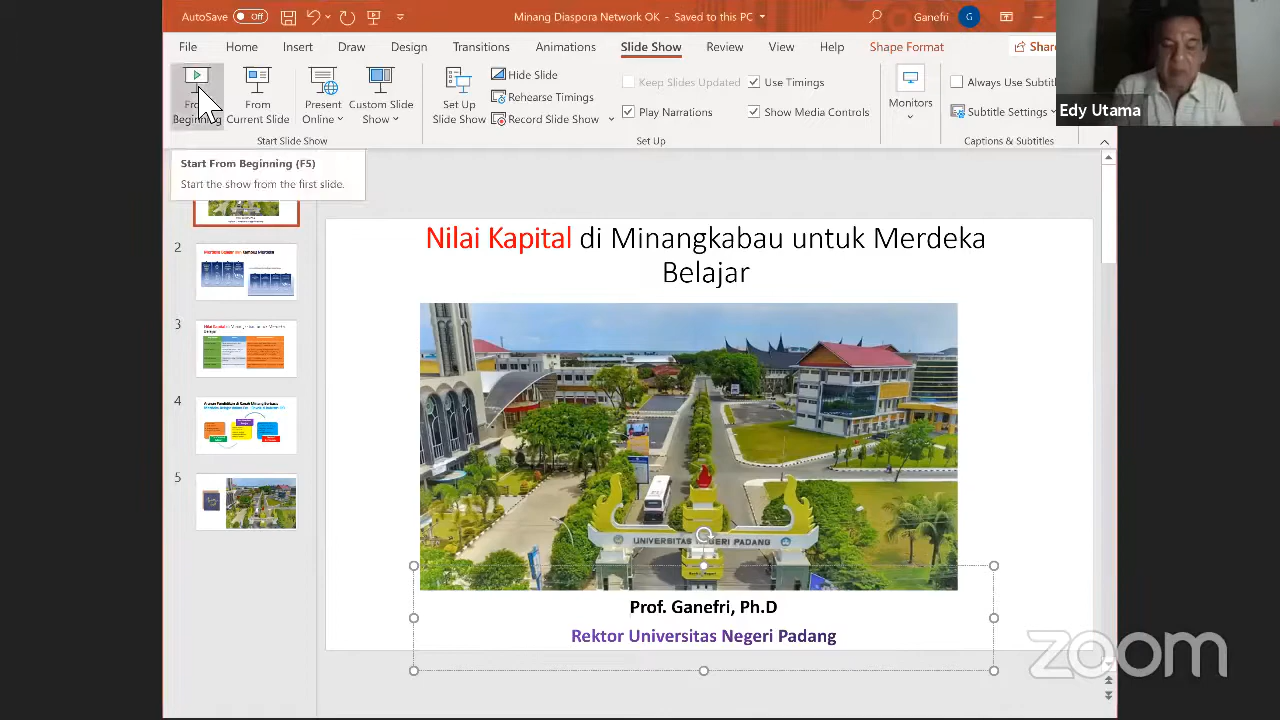 AutoSave Off Minang Diaspora Network OK - Saved to this PC Ganefri G
File Home Insert Draw Design Transitions Animations Slide Show Review View Help Shape Format Share
From Beginning
From Current Slide
Present Online
Custom Slide Show
Set Up Slide Show
Hide Slide
Rehearse Timings
Record Slide Show
Keep Slides Updated
Play Narrations
Use Timings
Show Media Controls
Monitors
Always Use Subtitl
Subtitle Settings
Start Slide Show
Set Up
Captions & Subtitles
Edy Utama
Start From Beginning (F5)
Start the show from the first slide.
2
3
4
5
Nilai Kapital di Minangkabau untuk Merdeka
Belajar
UNIVERSITAS NEGERI PADANG
Prof. Ganefri, Ph.D
Rektor Universitas Negeri Padang
zoom